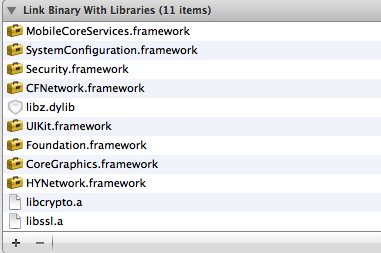 Link Binary With Libraries (11 items)
MobileCoreServices.framework
SystemConfiguration.framework
Security.framework
CFNetwork.framework
libz.dylib
UIKit.framework
Foundation.framework
CoreGraphics.framework
HYNetwork.framework
libcrypto.a
libssl.a